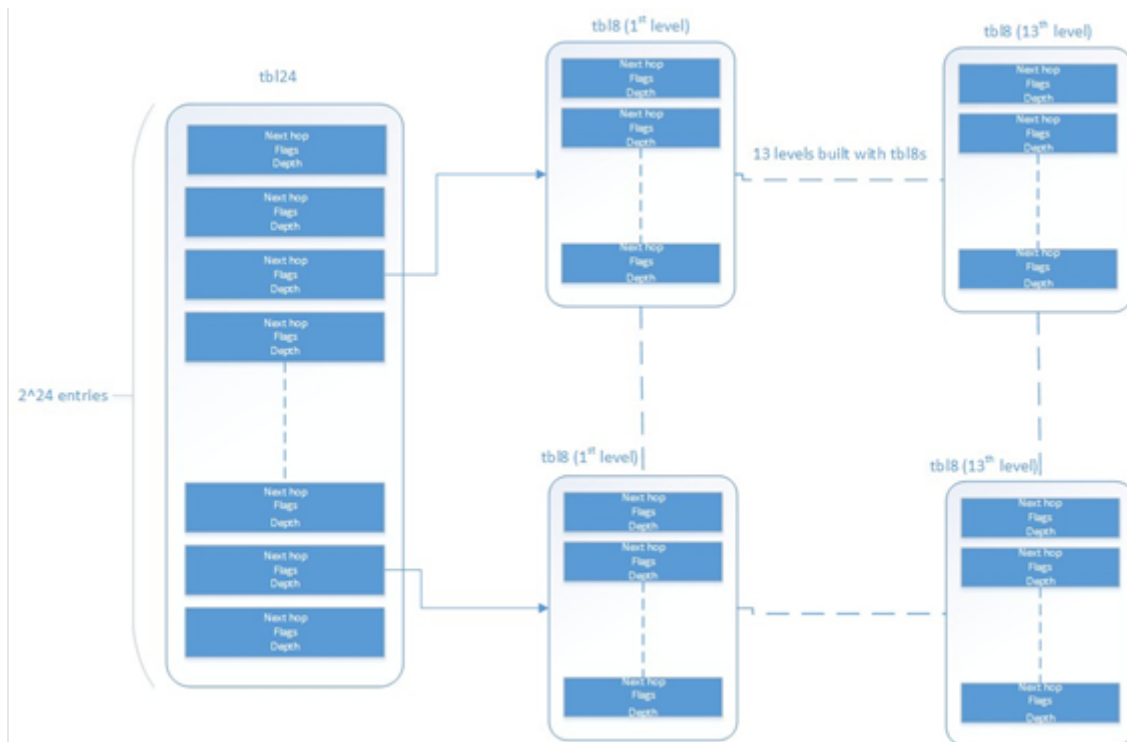 tbl24
Next hop
Flags
Depth
Next hop
Flags
Depth
Next hop
Flags
Depth
Next hop
Flags
Depth
Next hop
Flags
Depth
Next hop
Flags
Depth
Next hop
Flags
Depth
2^24 entries
tbl8 (1st level)
Next hop
Flags
Depth
Next hop
Flags
Depth
Next hop
Flags
Depth
13 levels built with tbl8s
tbl8 (13th level)
Next hop
Flags
Depth
Next hop
Flags
Depth
Next hop
Flags
Depth
tbl8 (1st level)
Next hop
Flags
Depth
Next hop
Flags
Depth
Next hop
Flags
Depth
tbl8 (13th level)
Next hop
Flags
Depth
Next hop
Flags
Depth
Next hop
Flags
Depth